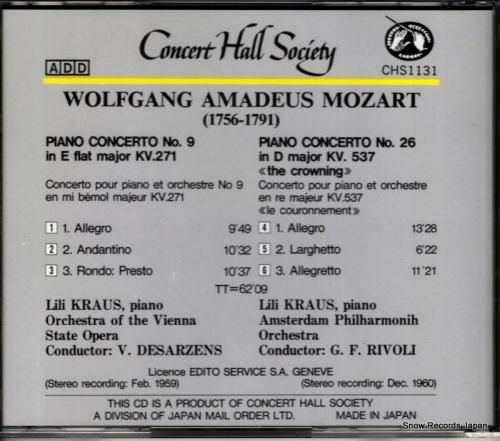 Concert Hall Society
ADD
CHS1131
WOLFGANG AMADEUS MOZART
(1756-1791)
PIANO CONCERTO No. 9
in E flat major KV.271
Concerto pour piano et orchestre No 9
en mi bémol majeur KV.271
1 1. Allegro 9'49
2 2. Andantino 10'32
3 3. Rondo: Presto 10'37
PIANO CONCERTO No. 26
in D major KV. 537
«the crowning»
Concerto pour piano et orchestre
en re majeur KV.537
«le couronnement»
4 1. Allegro 13'28
5 2. Larghetto 6'22
6 3. Allegretto 11'21
TT=62'09
Lili KRAUS, piano
Orchestra of the Vienna
State Opera
Conductor: V. DESARZENS
Lili KRAUS, piano
Amsterdam Philharmonih
Orchestra
Conductor: G. F. RIVOLI
Licence EDITO SERVICE S.A. GENEVE
(Stereo recording: Feb. 1959)
(Stereo recording: Dec. 1960)
THIS CD IS A PRODUCT OF CONCERT HALL SOCIETY
A DIVISION OF JAPAN MAIL ORDER LTD. MADE IN JAPAN
Snow Records Japan